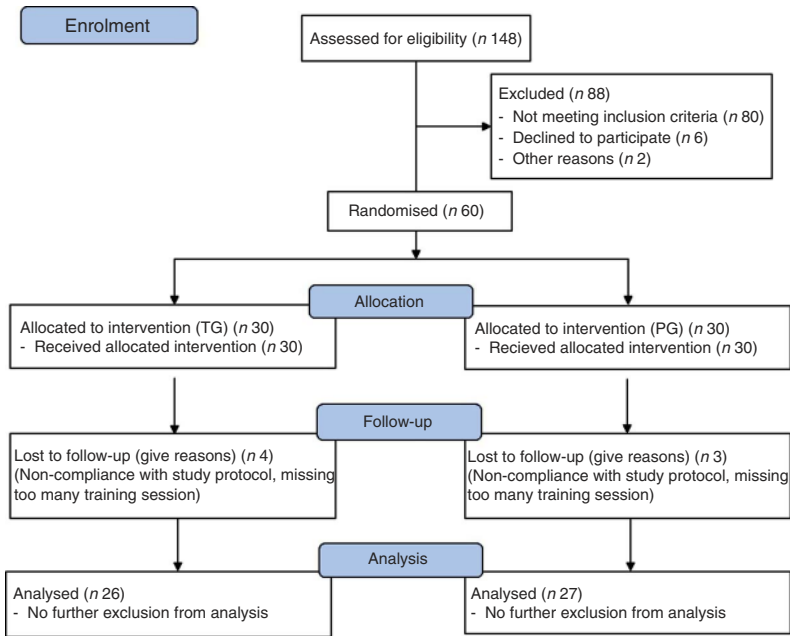 Enrolment
Assessed for eligibility (n 148)
Excluded (n 88)
- Not meeting inclusion criteria (n 80)
- Declined to participate (n 6)
- Other reasons (n 2)
Randomised (n 60)
Allocation
Allocated to intervention (TG) (n 30)
- Received allocated intervention (n 30)
Allocated to intervention (PG) (n 30)
- Recieved allocated intervention (n 30)
Follow-up
Lost to follow-up (give reasons) (n 4)
(Non-compliance with study protocol, missing
too many training session)
Lost to follow-up (give reasons) (n 3)
(Non-compliance with study protocol, missing
too many training session)
Analysis
Analysed (n 26)
- No further exclusion from analysis
Analysed (n 27)
- No further exclusion from analysis